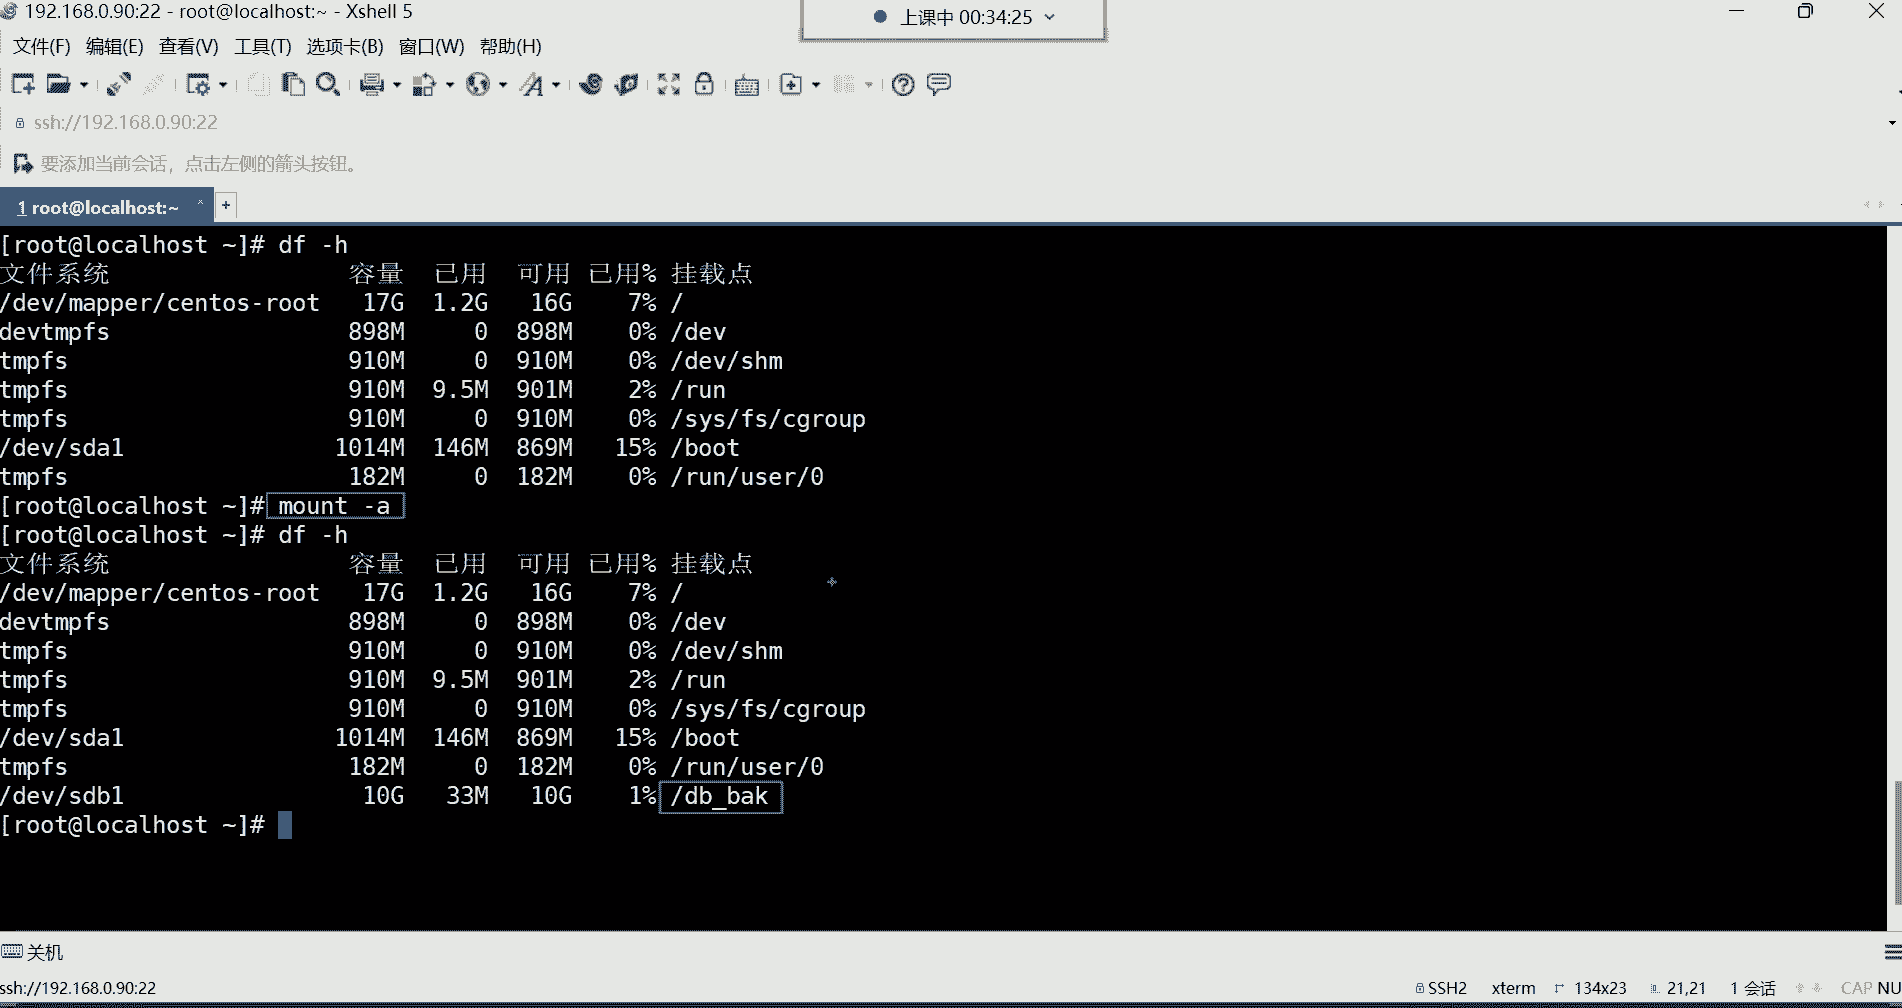 192.168.0.90:22 - root@localhost:~ - Xshell 5
上课中 00:34:25
文件(F) 编辑(E) 查看(V) 工具(T) 选项卡(B) 窗口(W) 帮助(H)
ssh://192.168.0.90:22
要添加当前会话，点击左侧的箭头按钮。
1 root@localhost:~ × +
[root@localhost ~]# df -h
文件系统 容量 已用 可用 已用% 挂载点
/dev/mapper/centos-root 17G 1.2G 16G 7% /
devtmpfs 898M 0 898M 0% /dev
tmpfs 910M 0 910M 0% /dev/shm
tmpfs 910M 9.5M 901M 2% /run
tmpfs 910M 0 910M 0% /sys/fs/cgroup
/dev/sda1 1014M 146M 869M 15% /boot
tmpfs 182M 0 182M 0% /run/user/0
[root@localhost ~]# mount -a
[root@localhost ~]# df -h
文件系统 容量 已用 可用 已用% 挂载点
/dev/mapper/centos-root 17G 1.2G 16G 7% /
devtmpfs 898M 0 898M 0% /dev
tmpfs 910M 0 910M 0% /dev/shm
tmpfs 910M 9.5M 901M 2% /run
tmpfs 910M 0 910M 0% /sys/fs/cgroup
/dev/sda1 1014M 146M 869M 15% /boot
tmpfs 182M 0 182M 0% /run/user/0
/dev/sdb1 10G 33M 10G 1% /db_bak
[root@localhost ~]#
关机
ssh://192.168.0.90:22 SSH2 xterm 134x23 21,21 1 会话 CAP NU